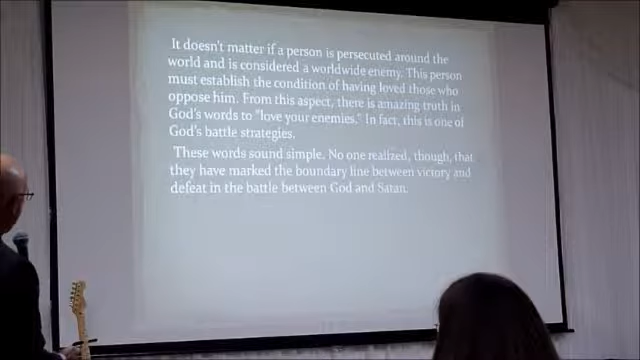 It doesn't matter if a person is persecuted around the
world and is considered a worldwide enemy. This person
must establish the condition of having loved those who
oppose him. From this aspect, there is amazing truth in
God's words to "love your enemies." In fact, this is one of
God's battle strategies.
These words sound simple. No one realized, though, that
they have marked the boundary line between victory and
defeat in the battle between God and Satan.